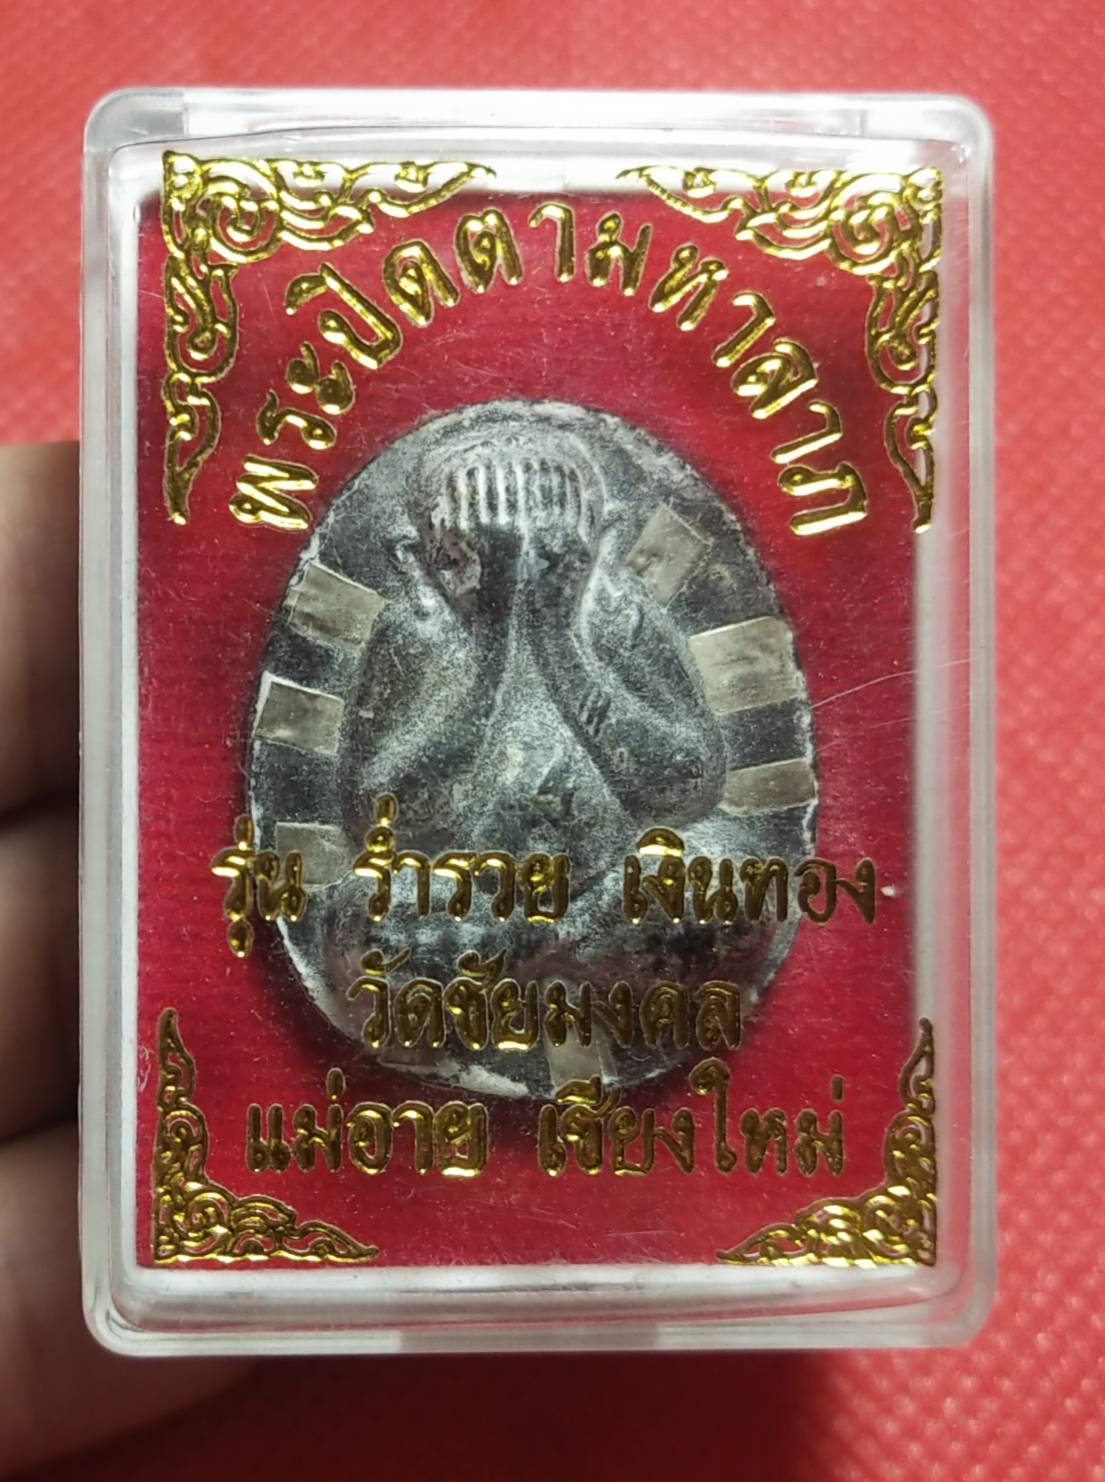 พระปิดตามหาลาภ
รุ่น ร่ำรวย เงินทอง
วัดชัยมงคล
แม่อาย เชียงใหม่